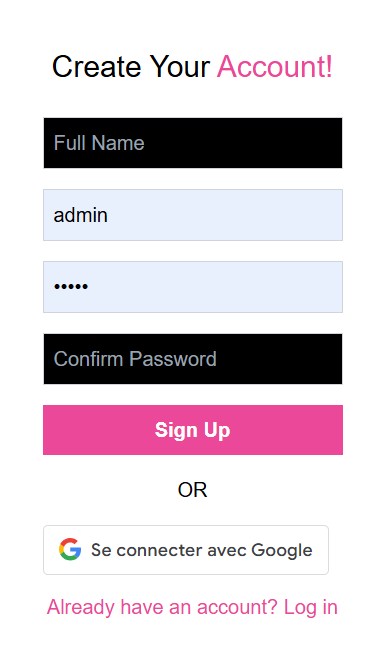 Create Your Account!
Full Name
admin
•••••
Confirm Password
Sign Up
OR
Se connecter avec Google
Already have an account? Log in